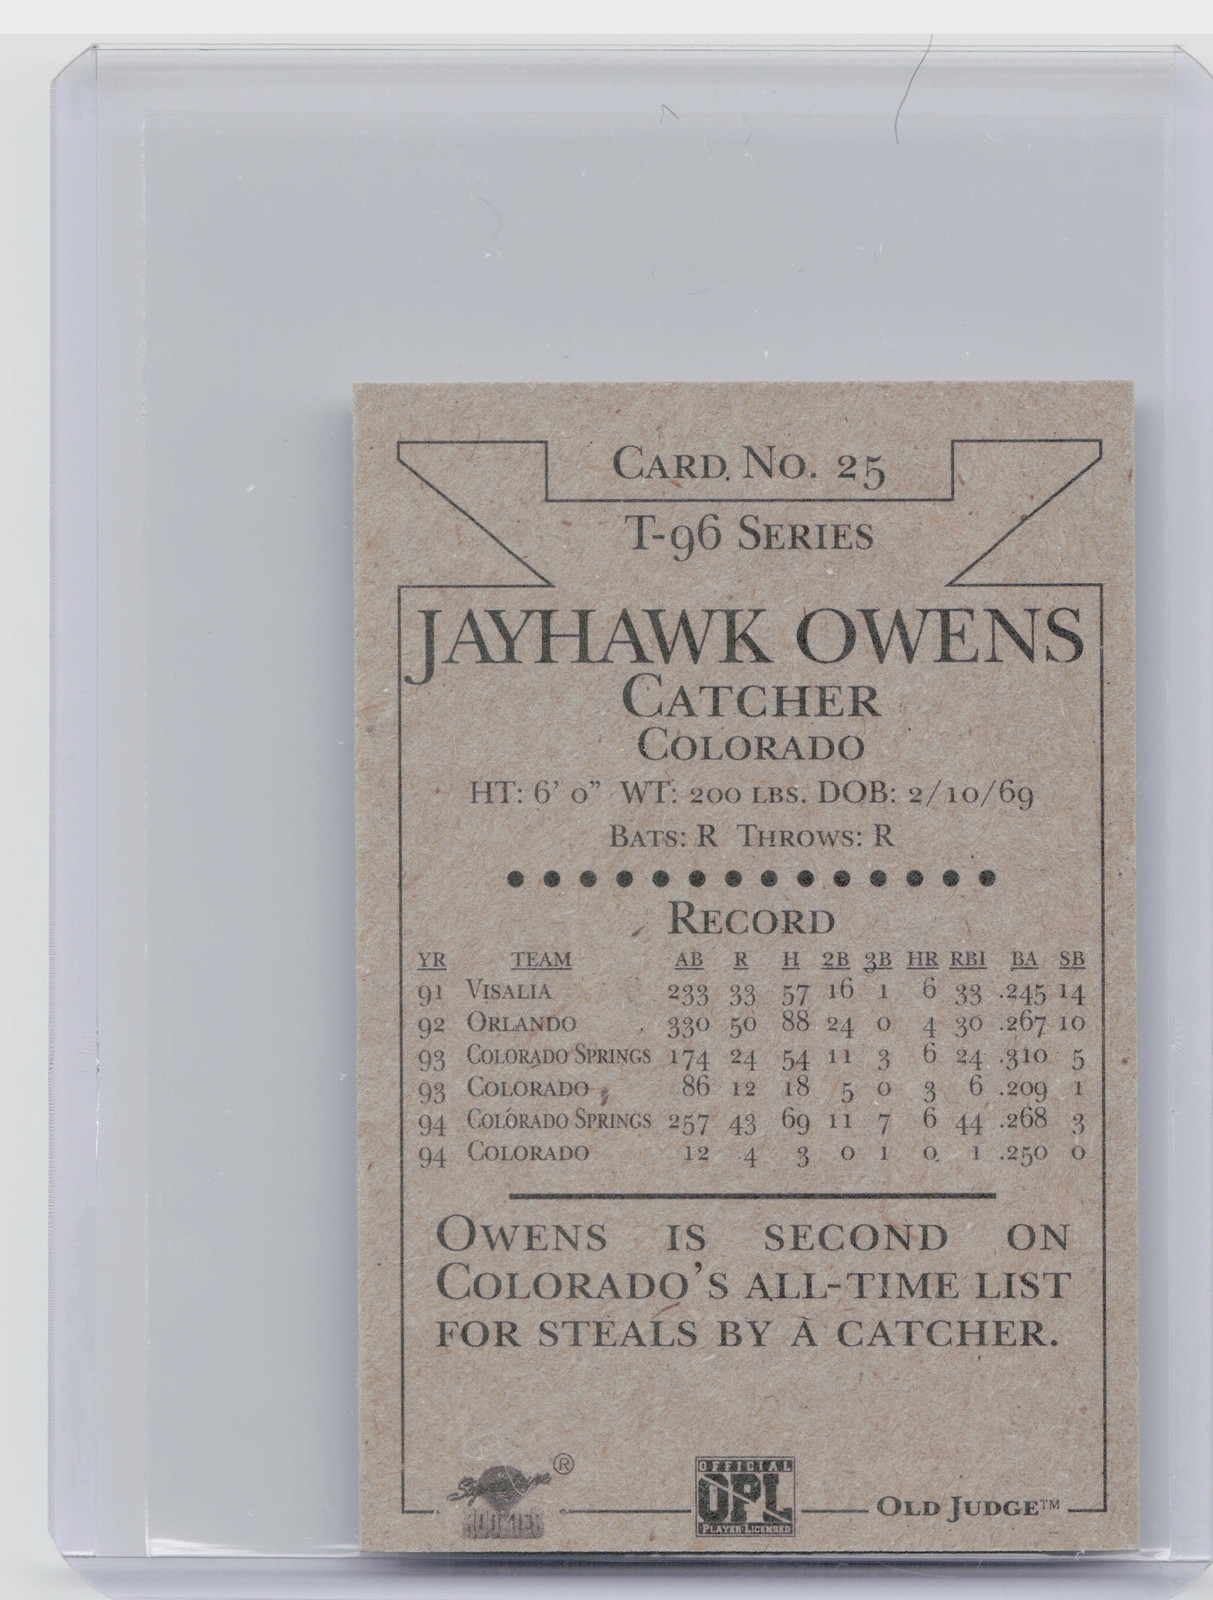 CARD NO. 25
T-96 SERIES
JAYHAWK OWENS
CATCHER
COLORADO
HT: 6' 0" WT: 200 LBS. DOB: 2/10/69
BATS: R THROWS: R
RECORD
YR TEAM AB R H 2B 3B HR RBI BA SB
91 VISALIA 233 33 57 16 1 6 33 .245 14
92 ORLANDO 330 50 88 24 0 4 30 .267 10
93 COLORADO SPRINGS 174 24 54 11 3 6 24 .310 5
93 COLORADO 86 12 18 5 0 3 6 .209 1
94 COLORADO SPRINGS 257 43 69 11 7 6 44 .268 3
94 COLORADO 12 4 3 0 1 0 1 .250 0
OWENS IS SECOND ON
COLORADO'S ALL-TIME LIST
FOR STEALS BY A CATCHER.
Signature ®
ROOKIES
OFFICIAL
OPL
PLAYER LICENSED
OLD JUDGE™